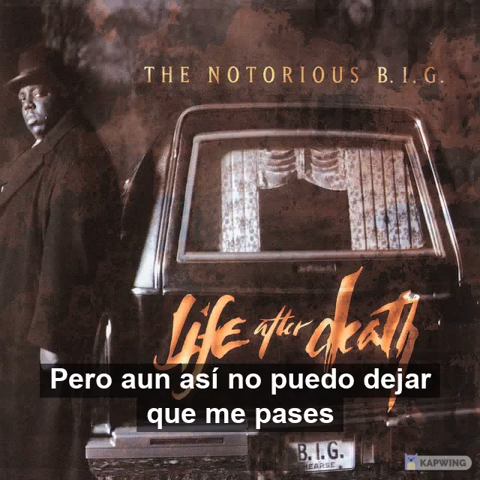 THE NOTORIOUS B.I.G.
Life after death
Pero aun así no puedo dejar
que me pases
B.I.G.
HEARSE
KAPWING